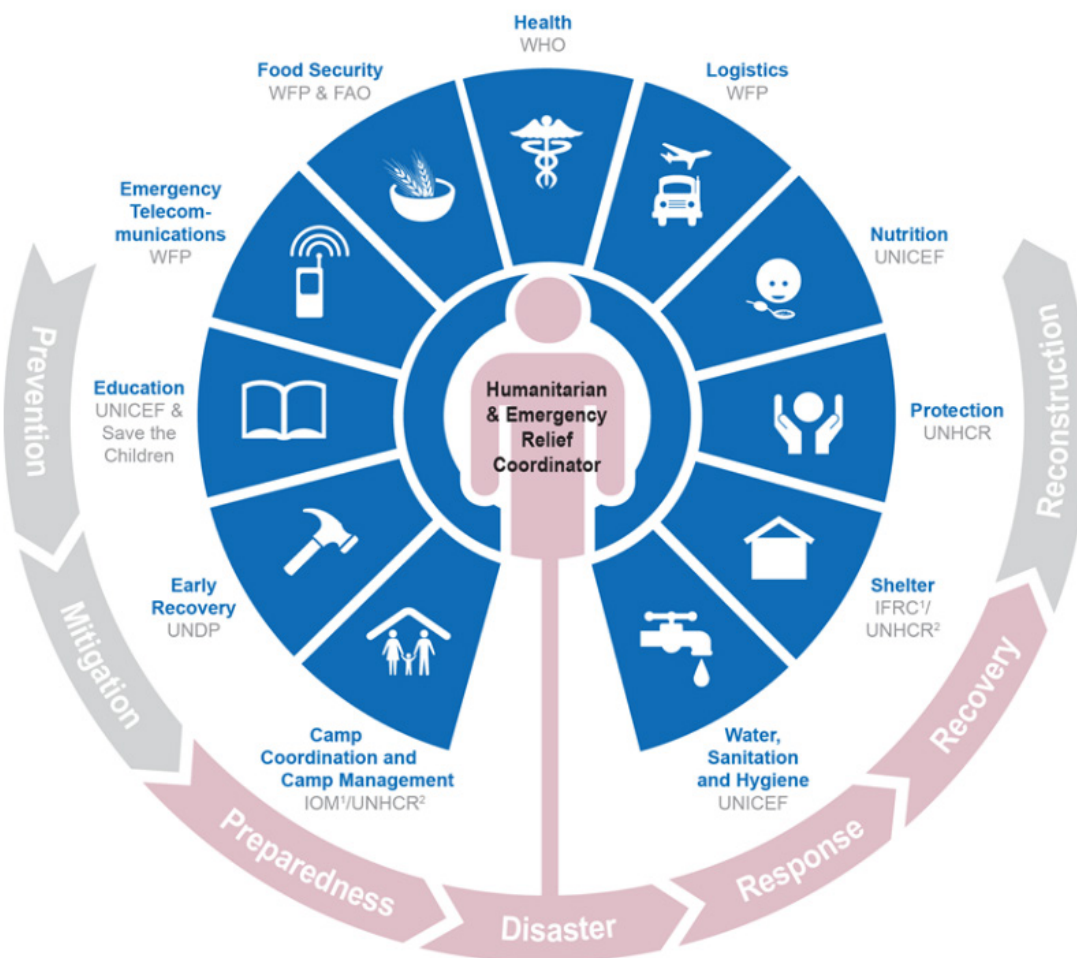 Health
WHO
Logistics
WFP
Nutrition
UNICEF
Protection
UNHCR
Shelter
IFRC¹/
UNHCR²
Water,
Sanitation
and Hygiene
UNICEF
Camp
Coordination and
Camp Management
IOM¹/UNHCR²
Early
Recovery
UNDP
Education
UNICEF &
Save the
Children
Emergency
Telecom-
munications
WFP
Food Security
WFP & FAO
Humanitarian
& Emergency
Relief
Coordinator
Prevention
Mitigation
Preparedness
Disaster
Response
Recovery
Reconstruction